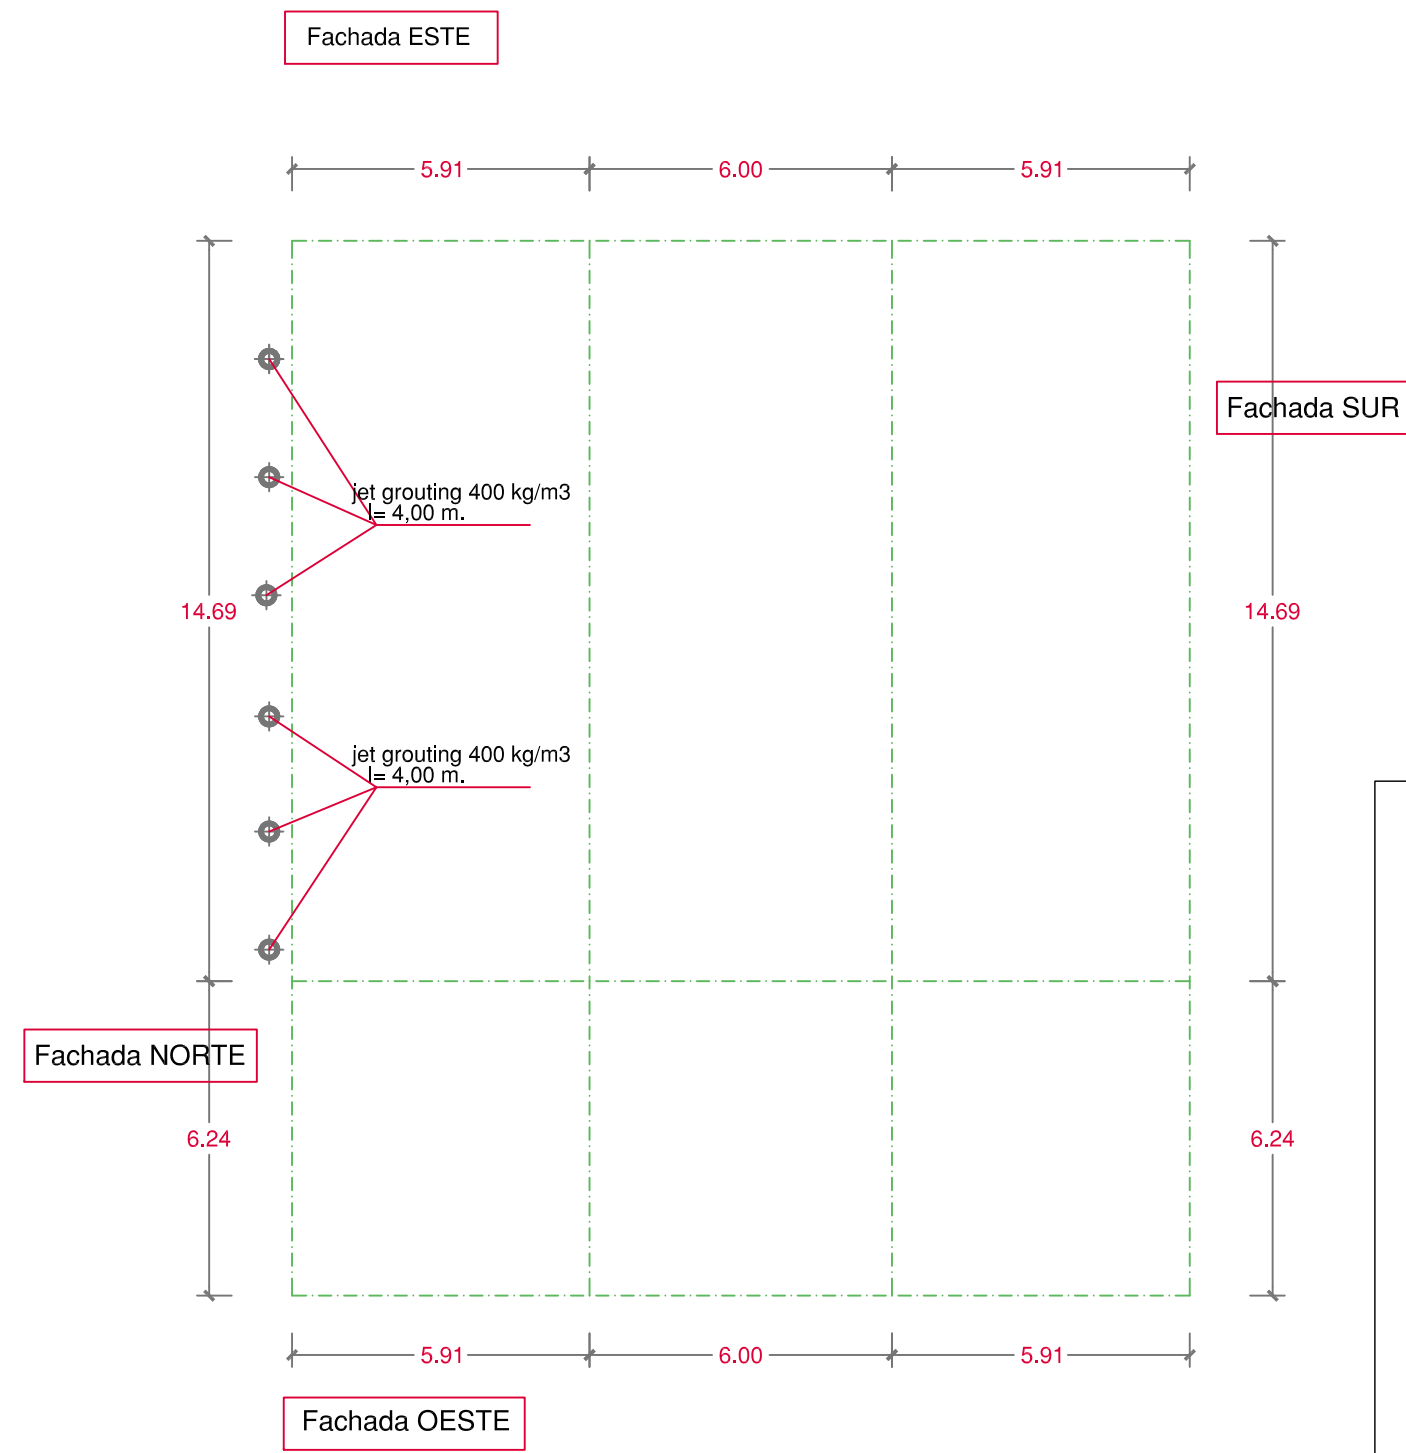 Fachada ESTE
5.91
6.00
5.91
Fachada SUR
jet grouting 400 kg/m3
l= 4,00 m.
14.69
14.69
jet grouting 400 kg/m3
l= 4,00 m.
Fachada NORTE
6.24
6.24
5.91
6.00
5.91
Fachada OESTE